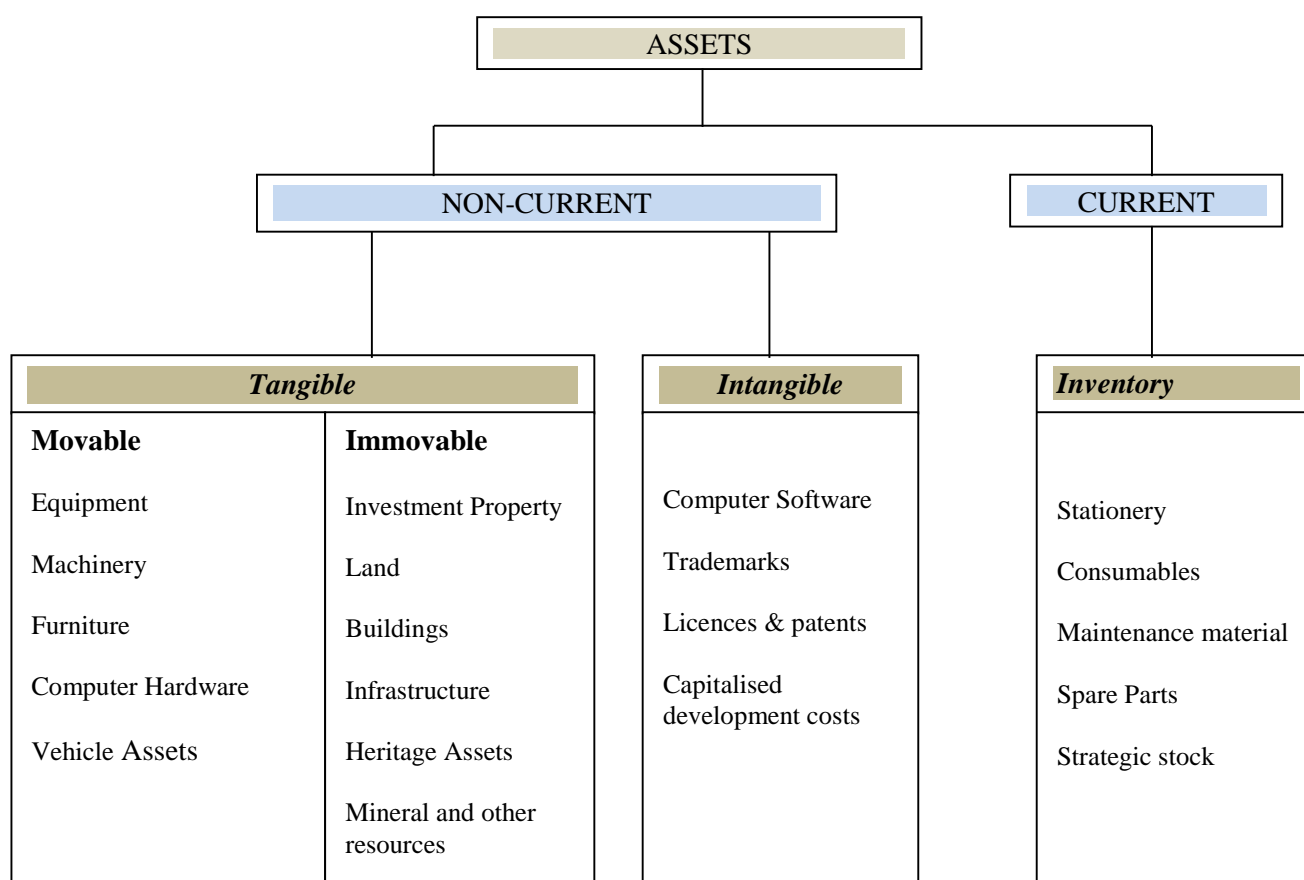 ASSETS
NON-CURRENT
CURRENT
Tangible
Movable
Equipment
Machinery
Furniture
Computer Hardware
Vehicle Assets
Immovable
Investment Property
Land
Buildings
Infrastructure
Heritage Assets
Mineral and other
resources
Intangible
Computer Software
Trademarks
Licences & patents
Capitalised
development costs
Inventory
Stationery
Consumables
Maintenance material
Spare Parts
Strategic stock